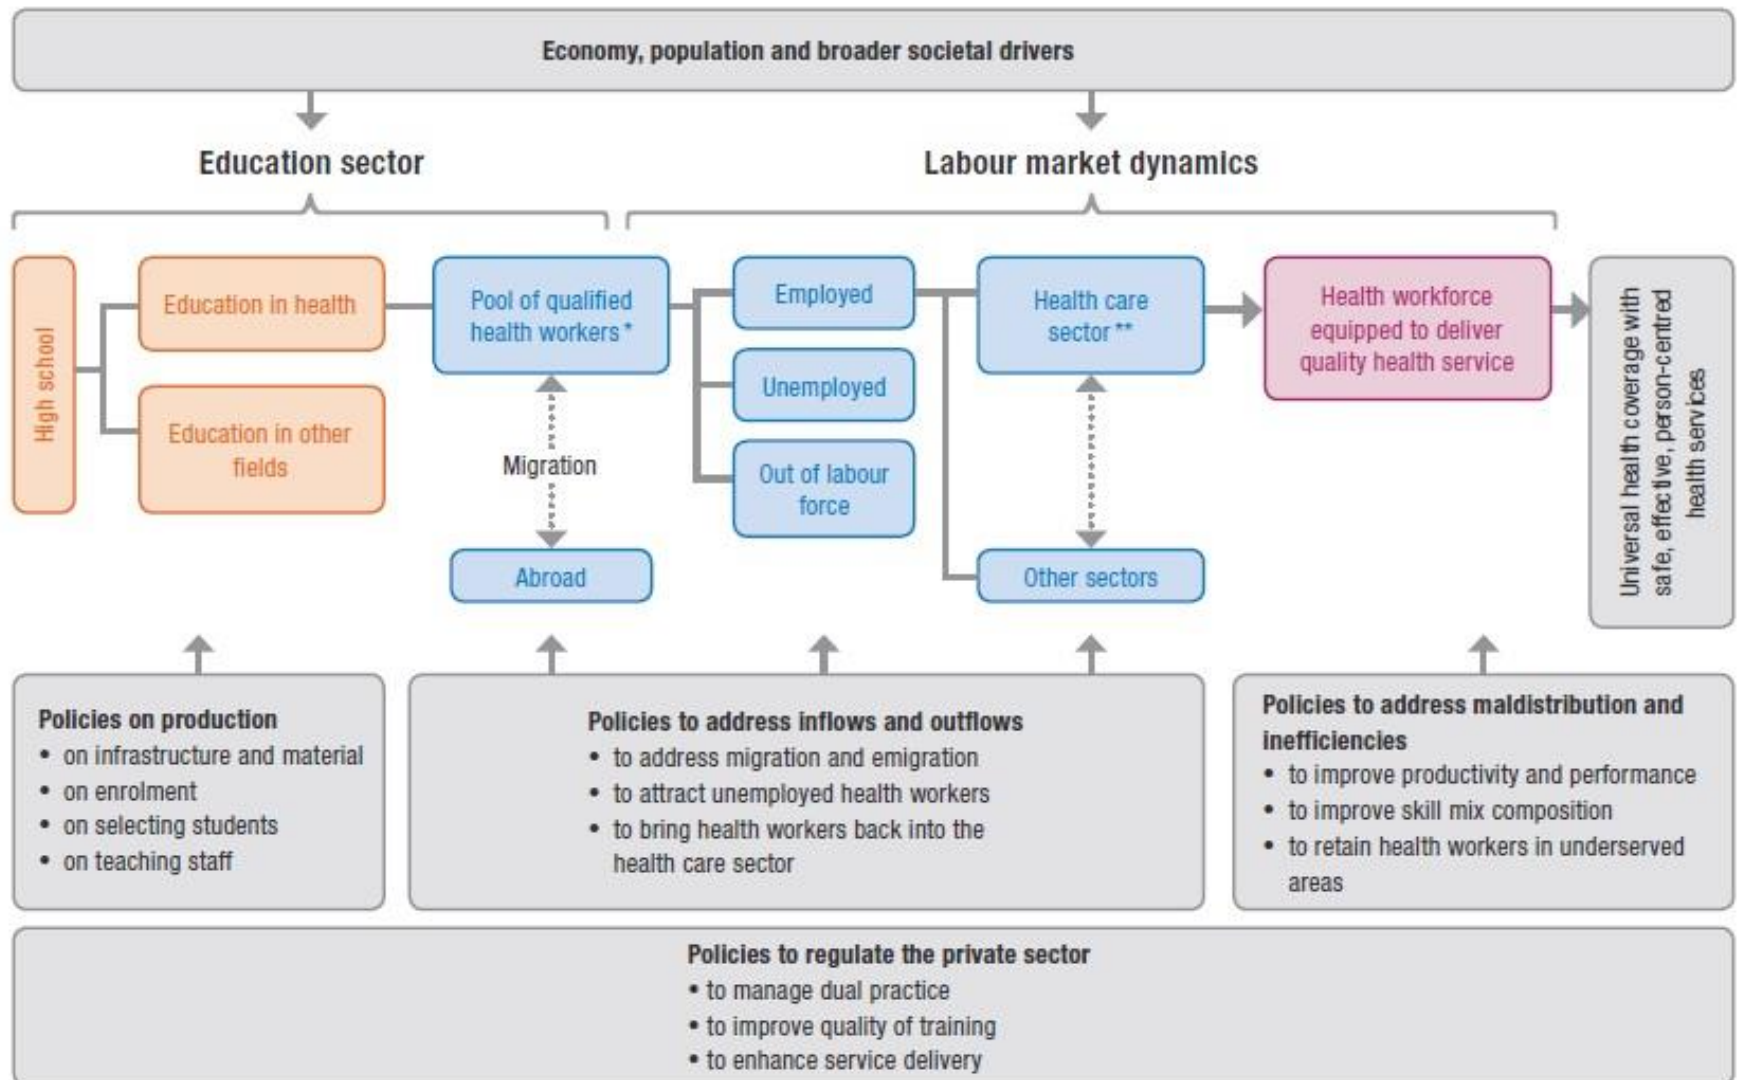 Economy, population and broader societal drivers
Education sector
Labour market dynamics
High school
Education in health
Education in other
fields
Pool of qualified
health workers *
Migration
Abroad
Employed
Unemployed
Out of labour
force
Health care
sector **
Other sectors
Health workforce
equipped to deliver
quality health service
Universal health coverage with
safe, effective, person-centred
health services
Policies on production
• on infrastructure and material
• on enrolment
• on selecting students
• on teaching staff
Policies to address inflows and outflows
• to address migration and emigration
• to attract unemployed health workers
• to bring health workers back into the
health care sector
Policies to address maldistribution and
inefficiencies
• to improve productivity and performance
• to improve skill mix composition
• to retain health workers in underserved
areas
Policies to regulate the private sector
• to manage dual practice
• to improve quality of training
• to enhance service delivery